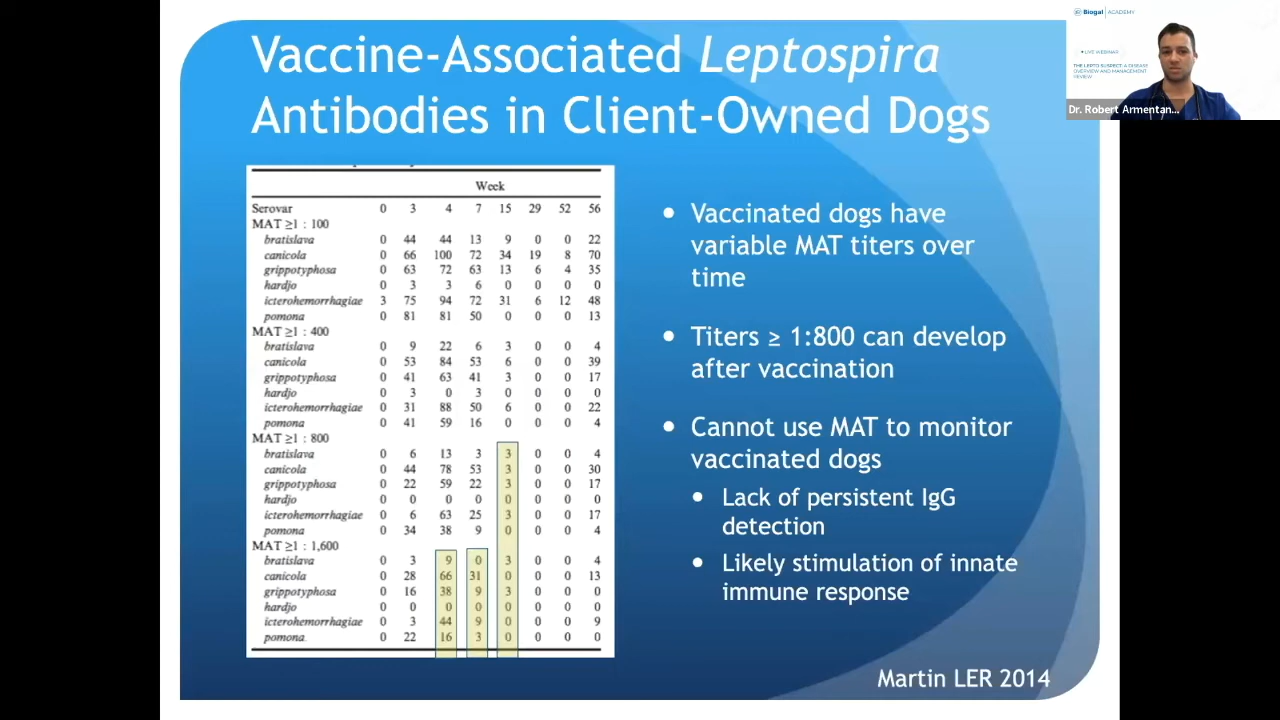 Vaccine-Associated Leptospira
Antibodies in Client-Owned Dogs
Week
Serovar 0 3 4 7 15 29 52 56
MAT ≥1 : 100
bratislava 0 44 44 13 9 0 0 22
canicola 0 66 100 72 34 19 8 70
grippotyphosa 0 63 72 63 13 6 4 35
hardjo 0 3 3 6 0 0 0 0
icterohemorrhagiae 3 75 94 72 31 6 12 48
pomona 0 81 81 50 0 0 0 13
MAT ≥1 : 400
bratislava 0 9 22 6 3 0 0 4
canicola 0 53 84 53 6 0 0 39
grippotyphosa 0 41 63 41 3 0 0 17
hardjo 0 3 0 3 0 0 0 0
icterohemorrhagiae 0 31 88 50 6 0 0 22
pomona 0 41 59 16 0 0 0 4
MAT ≥1 : 800
bratislava 0 6 13 3 3 0 0 4
canicola 0 44 78 53 3 0 0 30
grippotyphosa 0 22 59 22 3 0 0 17
hardjo 0 0 0 0 0 0 0 0
icterohemorrhagiae 0 6 63 25 3 0 0 17
pomona 0 34 38 9 0 0 0 4
MAT ≥1 : 1,600
bratislava 0 3 9 0 3 0 0 4
canicola 0 28 66 31 0 0 0 13
grippotyphosa 0 16 38 9 3 0 0 0
hardjo 0 0 0 0 0 0 0 0
icterohemorrhagiae 0 3 44 9 0 0 0 9
pomona 0 22 16 3 0 0 0 0
• Vaccinated dogs have
variable MAT titers over
time
• Titers ≥ 1:800 can develop
after vaccination
• Cannot use MAT to monitor
vaccinated dogs
• Lack of persistent IgG
detection
• Likely stimulation of innate
immune response
Martin LER 2014
Biogal ACADEMY
• LIVE WEBINAR
THE LEPTO SUSPECT: A DISEASE
OVERVIEW AND MANAGEMENT
REVIEW
Dr. Robert Armentan...